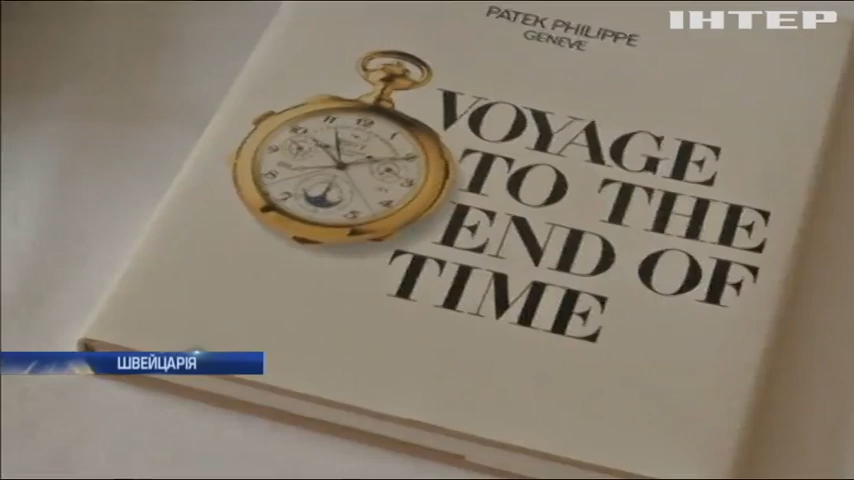 ІНТЕР
PATEK PHILIPPE
GENEVE
VOYAGE
TO THE
END OF
TIME
ШВЕЙЦАРІЯ